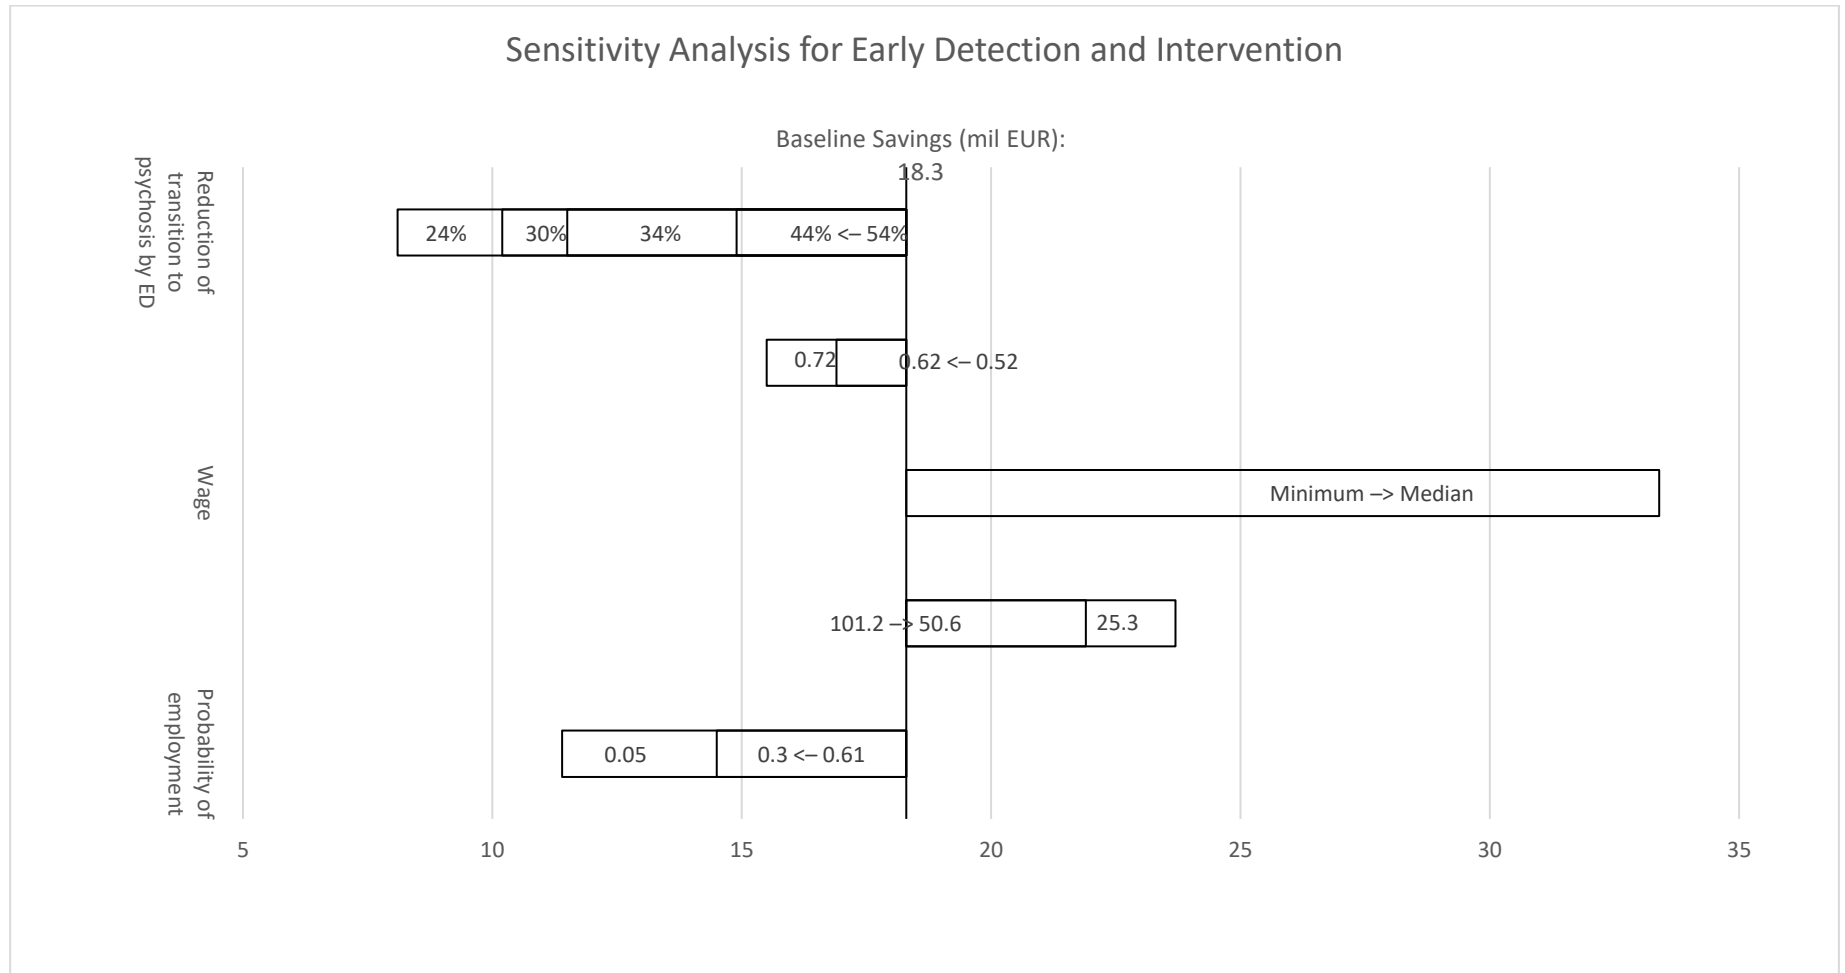 Sensitivity Analysis for Early Detection and Intervention
Baseline Savings (mil EUR):
18.3
Reduction of
transition to
psychosis by ED
24%
30%
34%
44% <– 54%
0.72
0.62 <– 0.52
Wage
Minimum –> Median
101.2 –> 50.6
25.3
Probability of
employment
0.05
0.3 <– 0.61
5
10
15
20
25
30
35